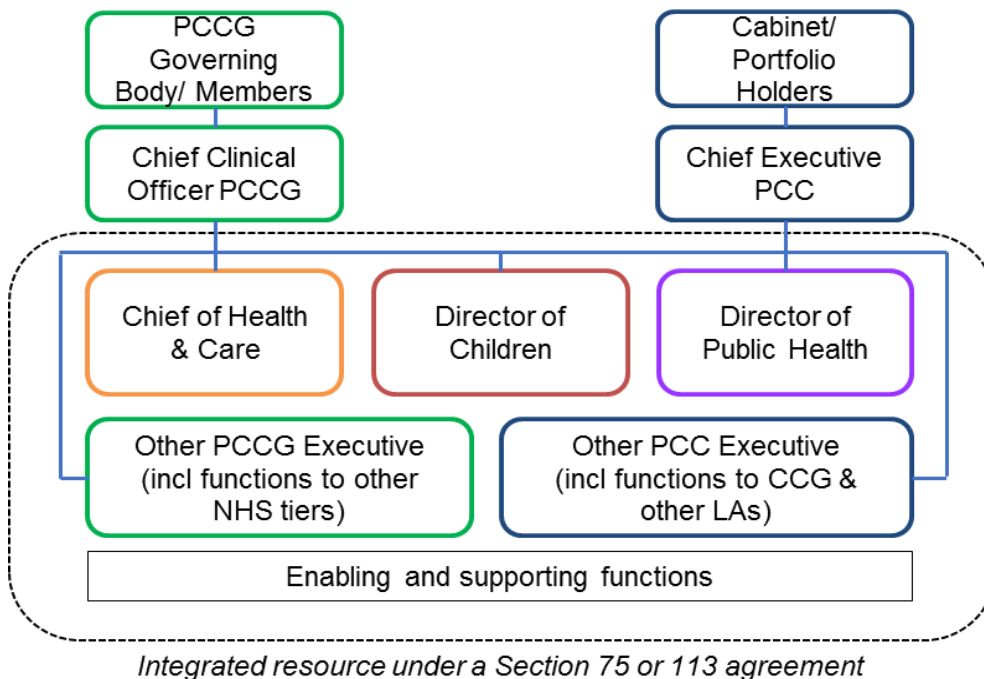 PCCG
Governing
Body/ Members
Cabinet/
Portfolio
Holders
Chief Clinical
Officer PCCG
Chief Executive
PCC
Chief of Health
& Care
Director of
Children
Director of
Public Health
Other PCCG Executive
(incl functions to other
NHS tiers)
Other PCC Executive
(incl functions to CCG &
other LAs)
Enabling and supporting functions
Integrated resource under a Section 75 or 113 agreement